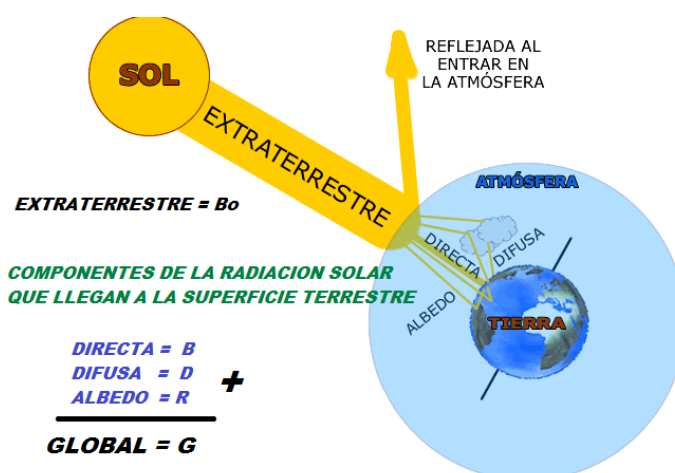 SOL
EXTRATERRESTRE
REFLEJADA AL
ENTRAR EN
LA ATMÓSFERA
ATMÓSFERA
DIRECTA
DIFUSA
ALBEDO
TIERRA
EXTRATERRESTRE = Bo
COMPONENTES DE LA RADIACION SOLAR
QUE LLEGAN A LA SUPERFICIE TERRESTRE
DIRECTA = B
DIFUSA = D
ALBEDO = R
+
GLOBAL = G